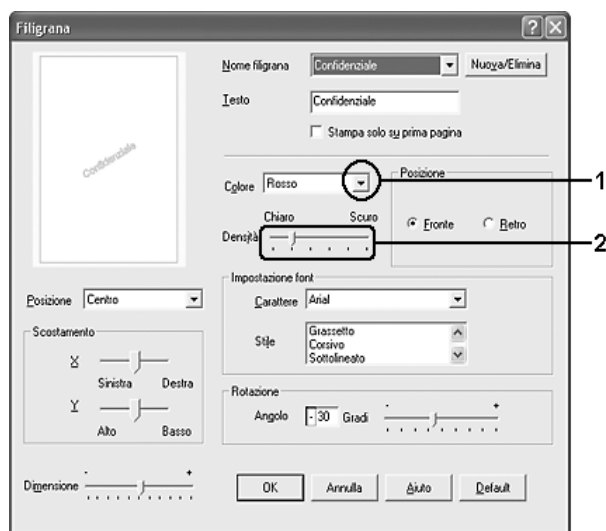 Filigrana
Nome filigrana Confidenziale Nuova/Elimina
Testo Confidenziale
Stampa solo su prima pagina
Confidenziale
Colore Rosso
Posizione
1
Chiaro Scuro
Fronte Retro
Densità
2
Impostazione font
Posizione Centro
Carattere Arial
Scostamento
Stile Grassetto
Corsivo
Sottolineato
X
Sinistra Destra
Rotazione
Y
Angolo -30 Gradi - +
Alto Basso
Dimensione - +
OK Annulla Aiuto Default